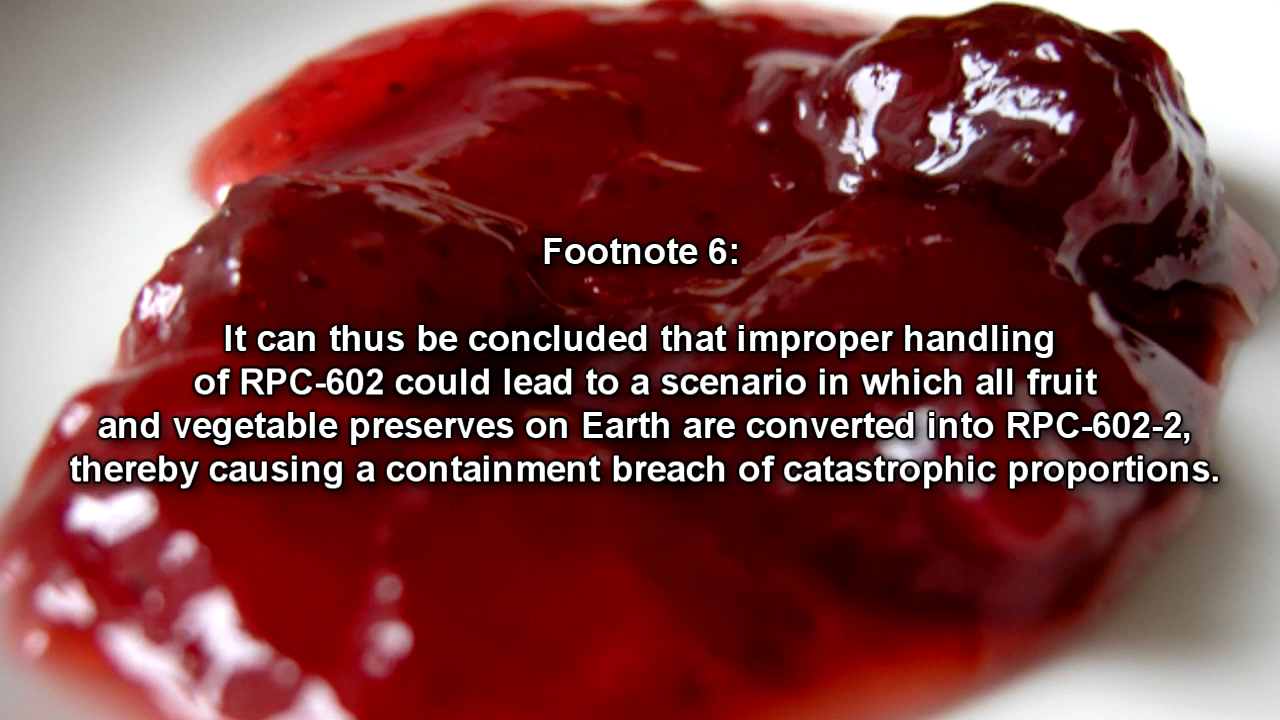 Footnote 6:
It can thus be concluded that improper handling
of RPC-602 could lead to a scenario in which all fruit
and vegetable preserves on Earth are converted into RPC-602-2,
thereby causing a containment breach of catastrophic proportions.